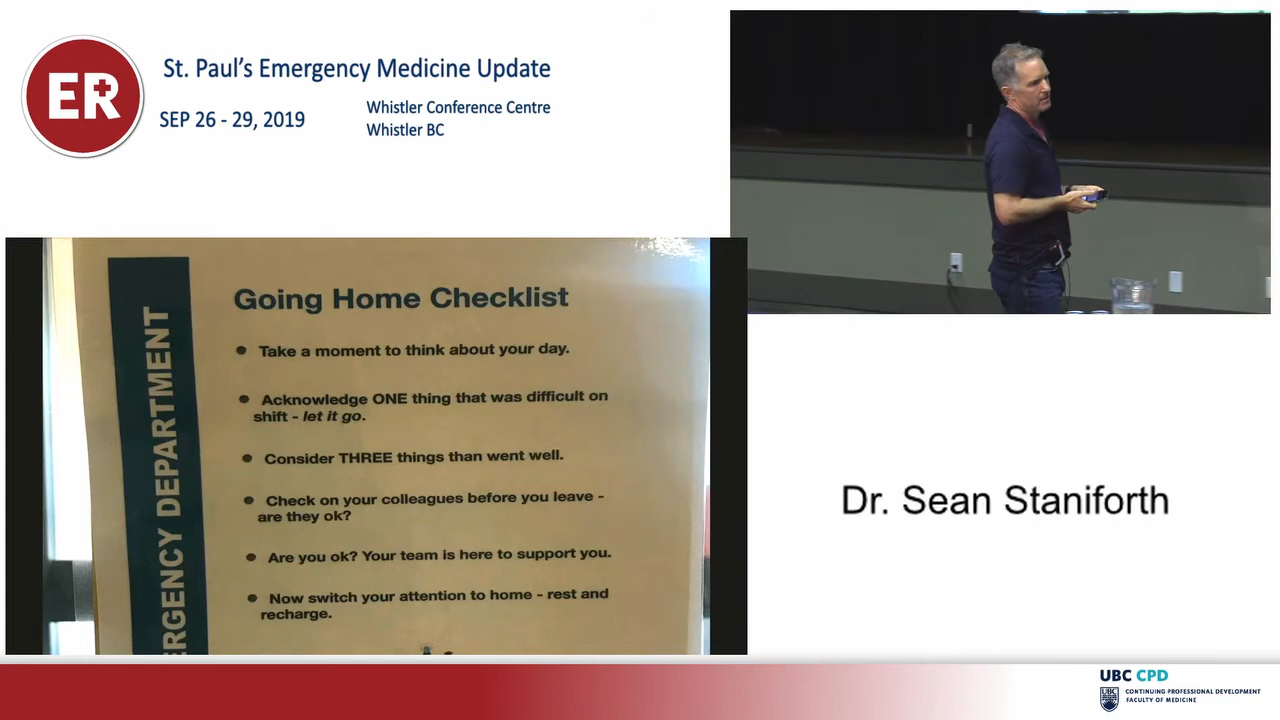 ER
St. Paul's Emergency Medicine Update
SEP 26 - 29, 2019
Whistler Conference Centre
Whistler BC
Going Home Checklist
Take a moment to think about your day.
Acknowledge ONE thing that was difficult on
shift - let it go.
Consider THREE things than went well.
Check on your colleagues before you leave -
are they ok?
Are you ok? Your team is here to support you.
Now switch your attention to home - rest and
recharge.
RGENCY DEPARTMENT
Dr. Sean Staniforth
UBC CPD
UBC
CONTINUING PROFESSIONAL DEVELOPMENT
FACULTY OF MEDICINE